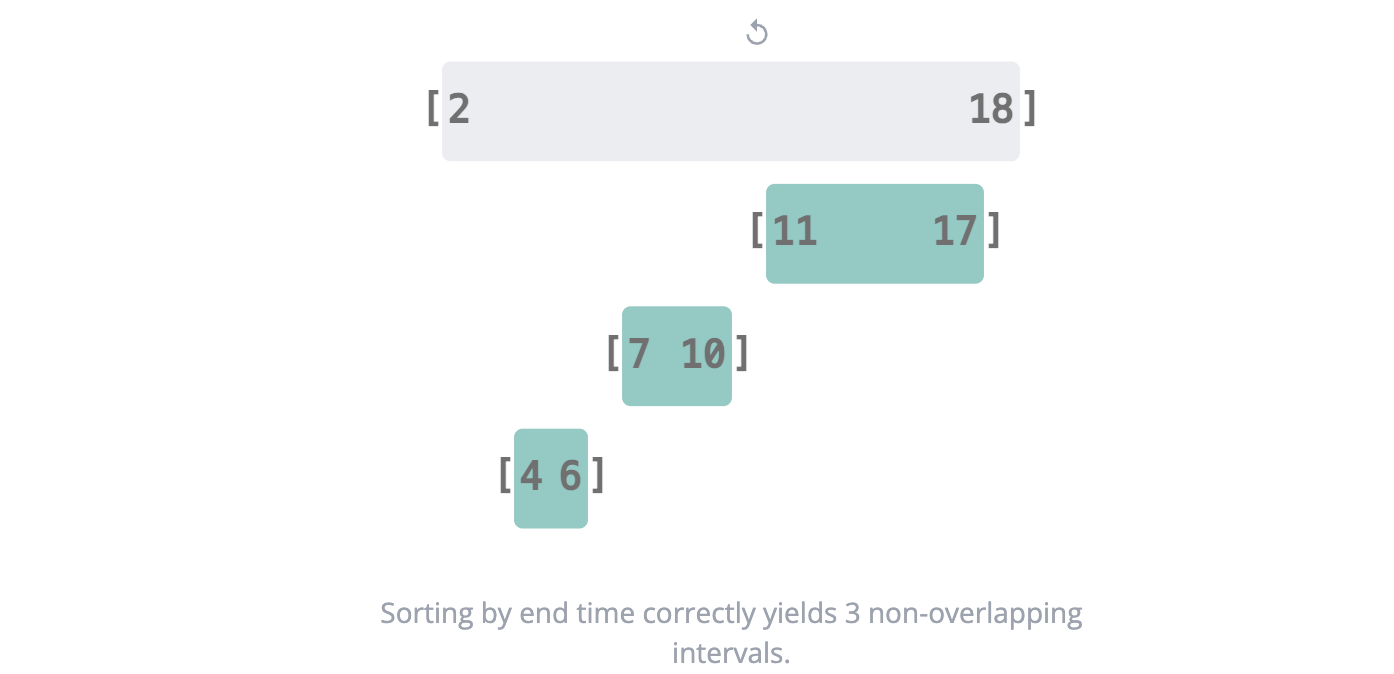 [2 18]
[11 17]
[7 10]
[4 6]
Sorting by end time correctly yields 3 non-overlapping
intervals.